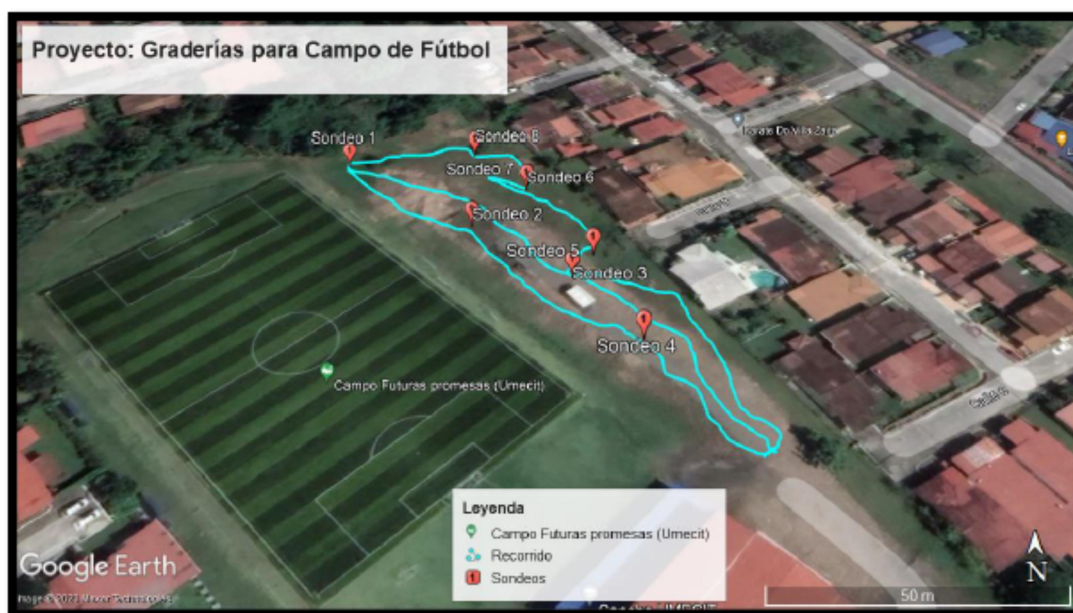 Proyecto: Graderías para Campo de Fútbol
Sondeo 1
Sondeo 8
Sondeo 7
Sondeo 6
Sondeo 2
Sondeo 5
Sondeo 3
Sondeo 4
Campo Futuras promesas (Umecit)
Leyenda
Campo Futuras promesas (Umecit)
Recorrido
Sondeos
Google Earth
50 m
N